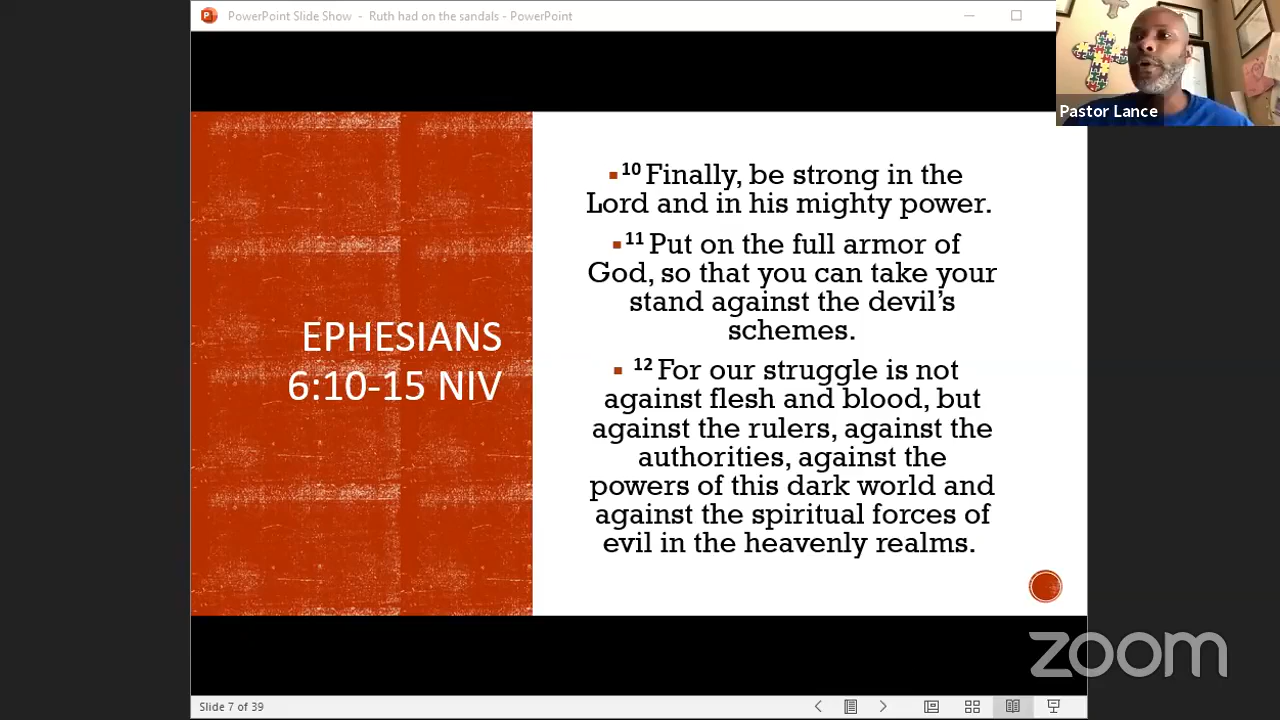 PowerPoint Slide Show - Ruth had on the sandals - PowerPoint
Pastor Lance
EPHESIANS
6:10-15 NIV
10 Finally, be strong in the
Lord and in his mighty power.
11 Put on the full armor of
God, so that you can take your
stand against the devil’s
schemes.
12 For our struggle is not
against flesh and blood, but
against the rulers, against the
authorities, against the
powers of this dark world and
against the spiritual forces of
evil in the heavenly realms.
zoom
Slide 7 of 39